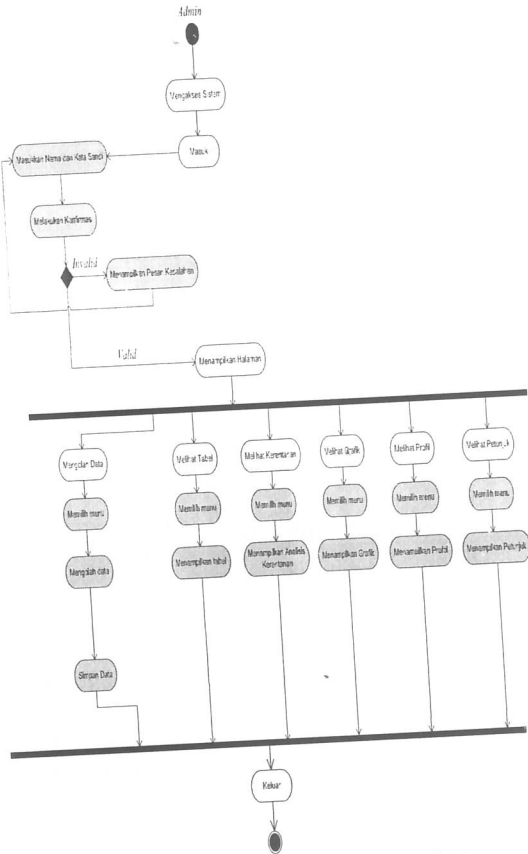 Admin
Mengakses Sistem
Masuk
Masukkan Nama dan Kata Sandi
Melakukan Konfirmasi
Invalid
Menampilkan Pesan Kesalahan
Valid
Menampilkan Halaman
Mengolah Data
Melihat Tabel
Melihat Kerentanan
Melihat Grafik
Melihat Profil
Melihat Petunjuk
Memilih menu
Memilih menu
Memilih menu
Memilih menu
Memilih menu
Memilih menu
Mengolah data
Menampilkan tabel
Menampilkan Analisis
Kerentanan
Menampilkan Grafik
Menampilkan Profil
Menampilkan Petunjuk
Simpan Data
Keluar